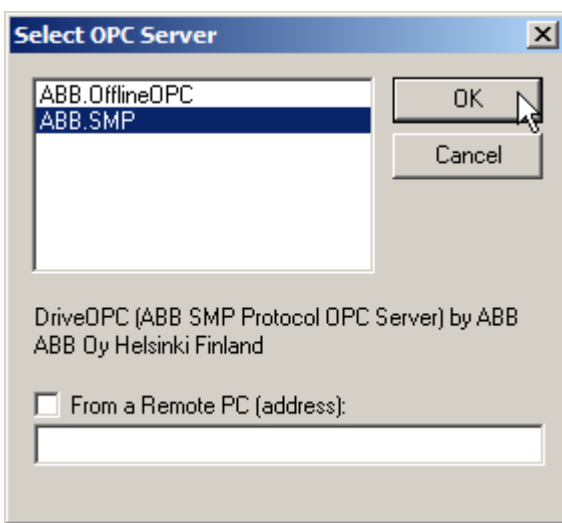 Select OPC Server
ABB.OfflineOPC
ABB.SMP
OK
Cancel
DriveOPC (ABB SMP Protocol OPC Server) by ABB
ABB Oy Helsinki Finland
From a Remote PC (address):